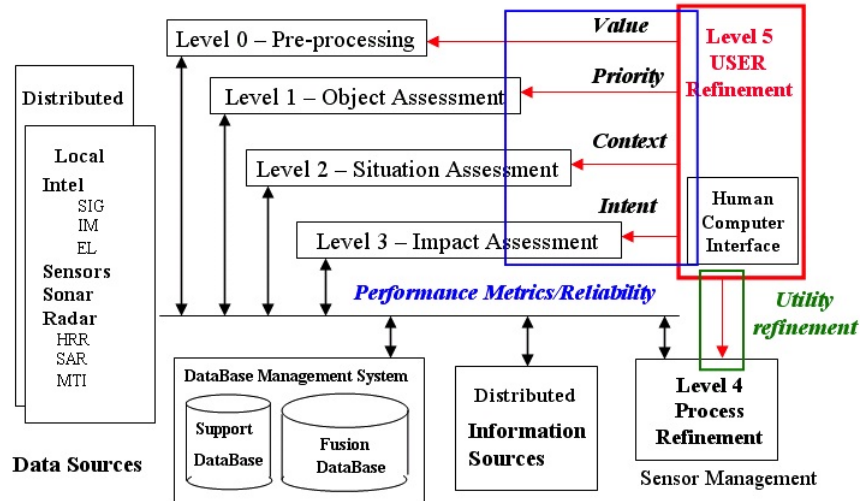 Level 0 – Pre-processing
Value
Level 5
USER
Refinement
Distributed
Level 1 – Object Assessment
Priority
Local
Intel
SIG
IM
EL
Sensors
Sonar
Radar
HRR
SAR
MTI
Level 2 – Situation Assessment
Context
Level 3 – Impact Assessment
Intent
Human
Computer
Interface
Performance Metrics/Reliability
Utility
refinement
DataBase Management System
Support
DataBase
Fusion
DataBase
Distributed
Information
Sources
Level 4
Process
Refinement
Data Sources
Sensor Management